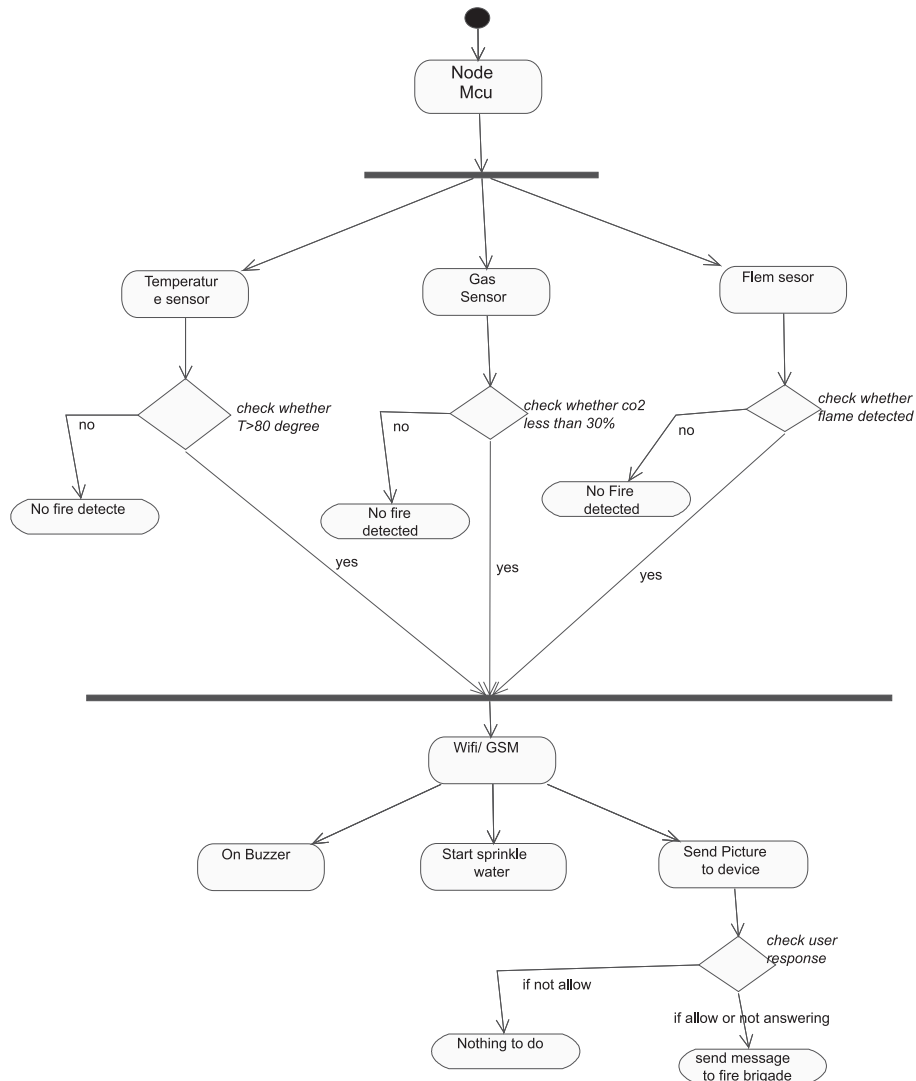 Node
Mcu
Temperatur
e sensor
Gas
Sensor
Flem sesor
check whether
T>80 degree
check whether co2
less than 30%
check whether
flame detected
no
no
no
No fire detecte
No fire
detected
No Fire
detected
yes
yes
yes
Wifi/ GSM
On Buzzer
Start sprinkle
water
Send Picture
to device
check user
response
if not allow
if allow or not answering
Nothing to do
send message
to fire brigade